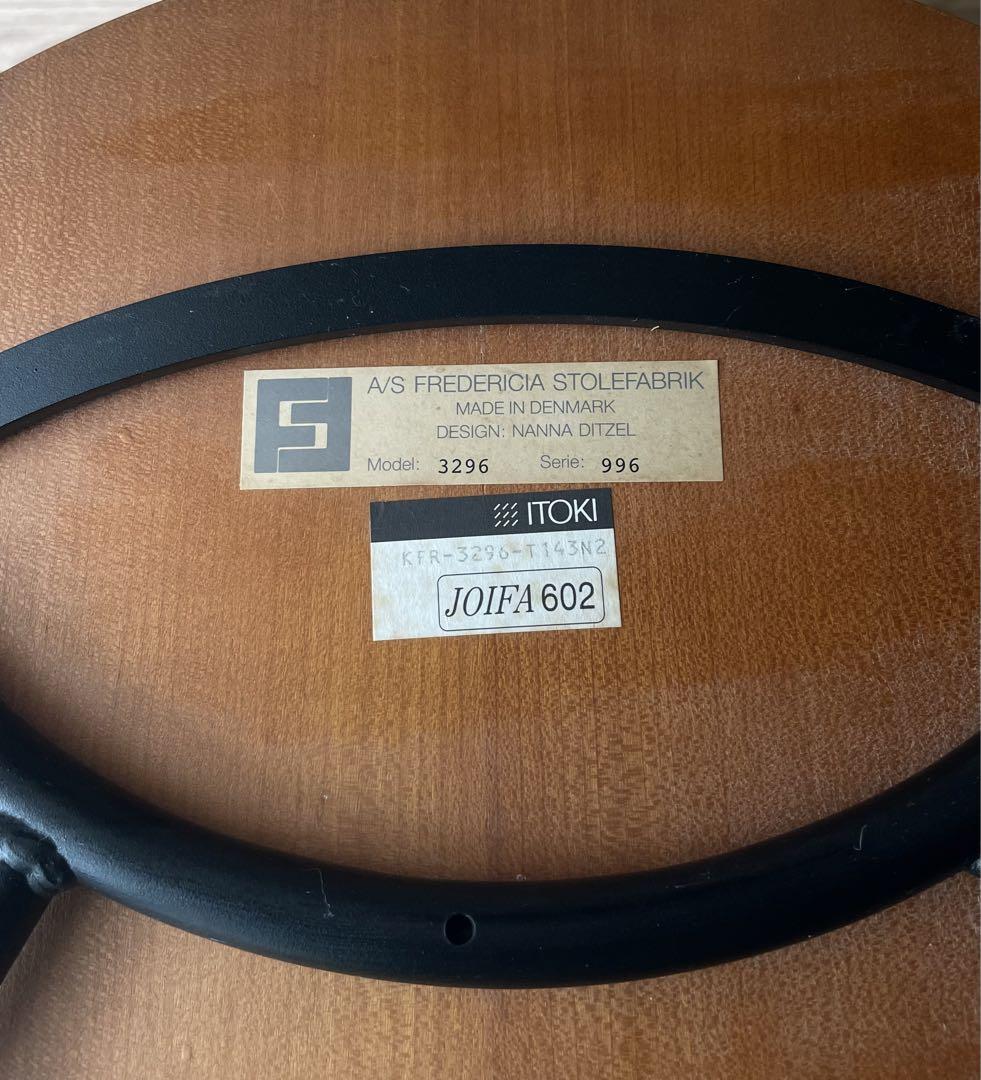 A/S FREDERICIA STOLEFABRIK
MADE IN DENMARK
DESIGN: NANNA DITZEL
Model: 3296 Serie: 996
ITOKI
KFR-3296-T143N2
JOIFA 602